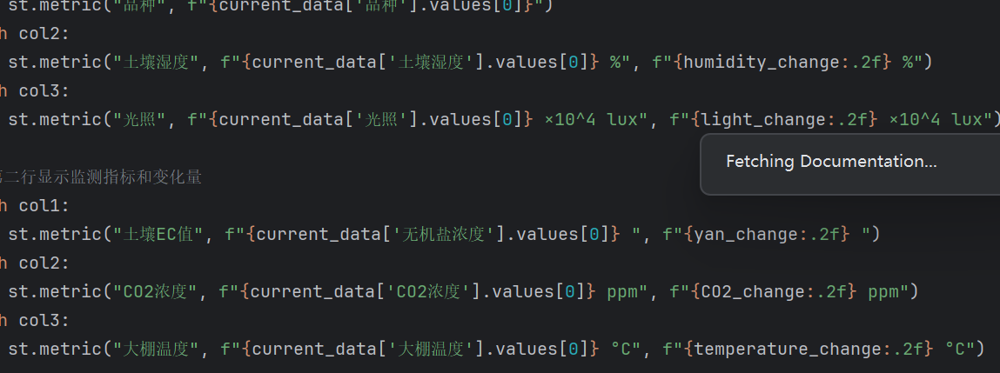 st.metric("品种", f"{current_data['品种'].values[0]}")
h col2:
st.metric("土壤湿度", f"{current_data['土壤湿度'].values[0]} %", f"{humidity_change:.2f} %")
h col3:
st.metric("光照", f"{current_data['光照'].values[0]} ×10^4 lux", f"{light_change:.2f} ×10^4 lux")
Fetching Documentation...
第二行显示监测指标和变化量
h col1:
st.metric("土壤EC值", f"{current_data['无机盐浓度'].values[0]} ", f"{yan_change:.2f} ")
h col2:
st.metric("CO2浓度", f"{current_data['CO2浓度'].values[0]} ppm", f"{CO2_change:.2f} ppm")
h col3:
st.metric("大棚温度", f"{current_data['大棚温度'].values[0]} °C", f"{temperature_change:.2f} °C")